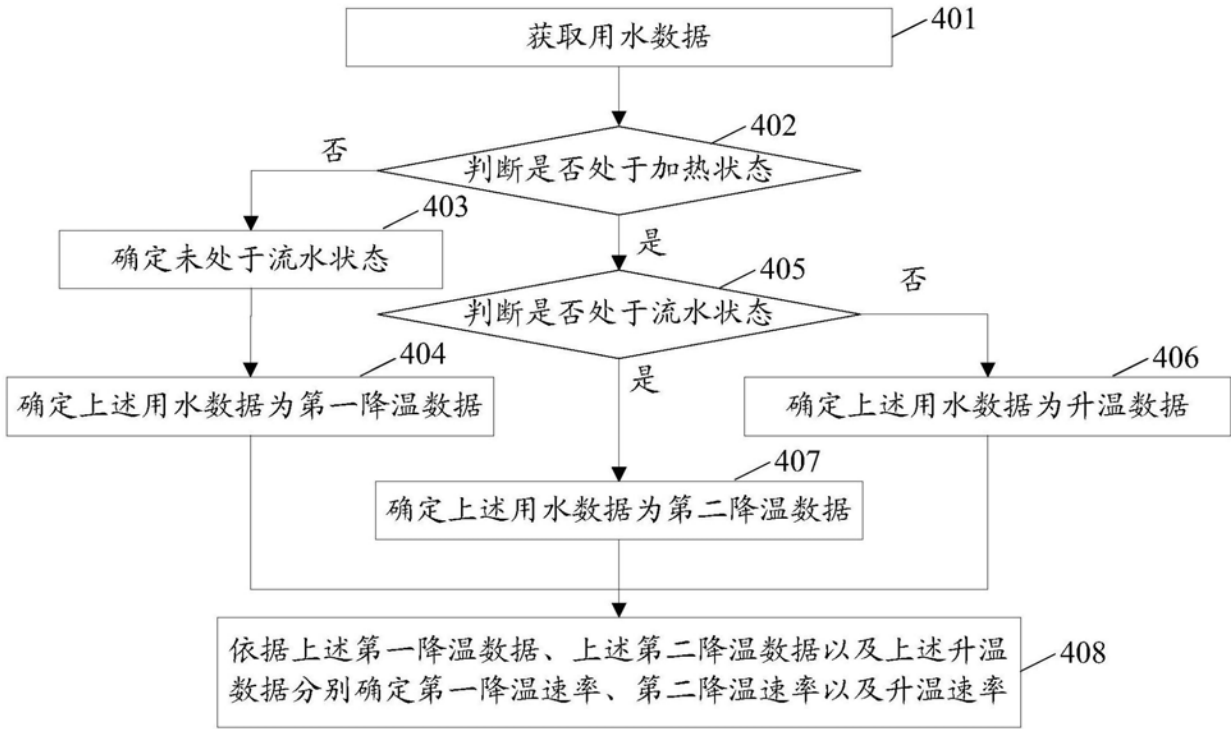 获取用水数据
401
402
判断是否处于加热状态
否
是
403
确定未处于流水状态
405
判断是否处于流水状态
否
是
404
确定上述用水数据为第一降温数据
406
确定上述用水数据为升温数据
407
确定上述用水数据为第二降温数据
依据上述第一降温数据、上述第二降温数据以及上述升温
数据分别确定第一降温速率、第二降温速率以及升温速率
408